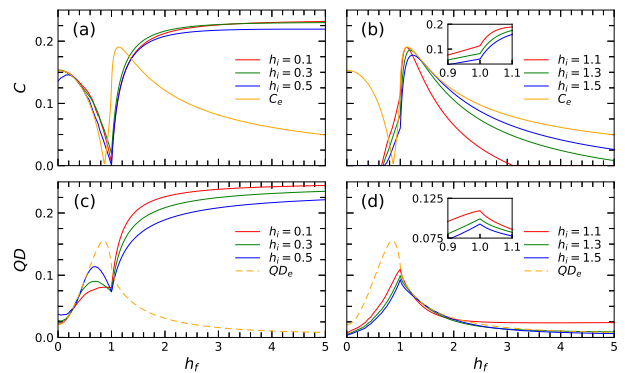 (a)
0.2
0.1
0.0
C
h_i = 0.1
h_i = 0.3
h_i = 0.5
C_e
(b)
0.2
0.1
0.9 1.0 1.1
h_i = 1.1
h_i = 1.3
h_i = 1.5
C_e
(c)
0.2
0.1
0.0
QD
h_i = 0.1
h_i = 0.3
h_i = 0.5
QD_e
0 1 2 3 4 5
h_f
(d)
0.125
0.075
0.9 1.0 1.1
h_i = 1.1
h_i = 1.3
h_i = 1.5
QD_e
0 1 2 3 4 5
h_f